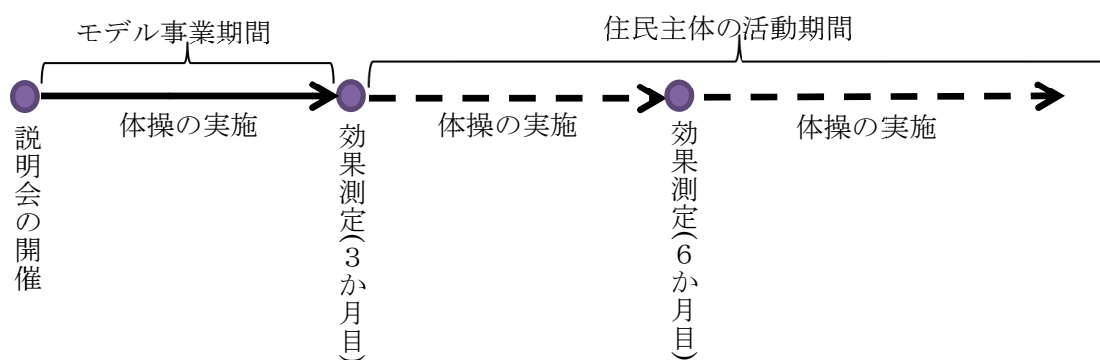 モデル事業期間
住民主体の活動期間
体操の実施
体操の実施
体操の実施
説明会の開催
効果測定(３か月目)
効果測定(６か月目)